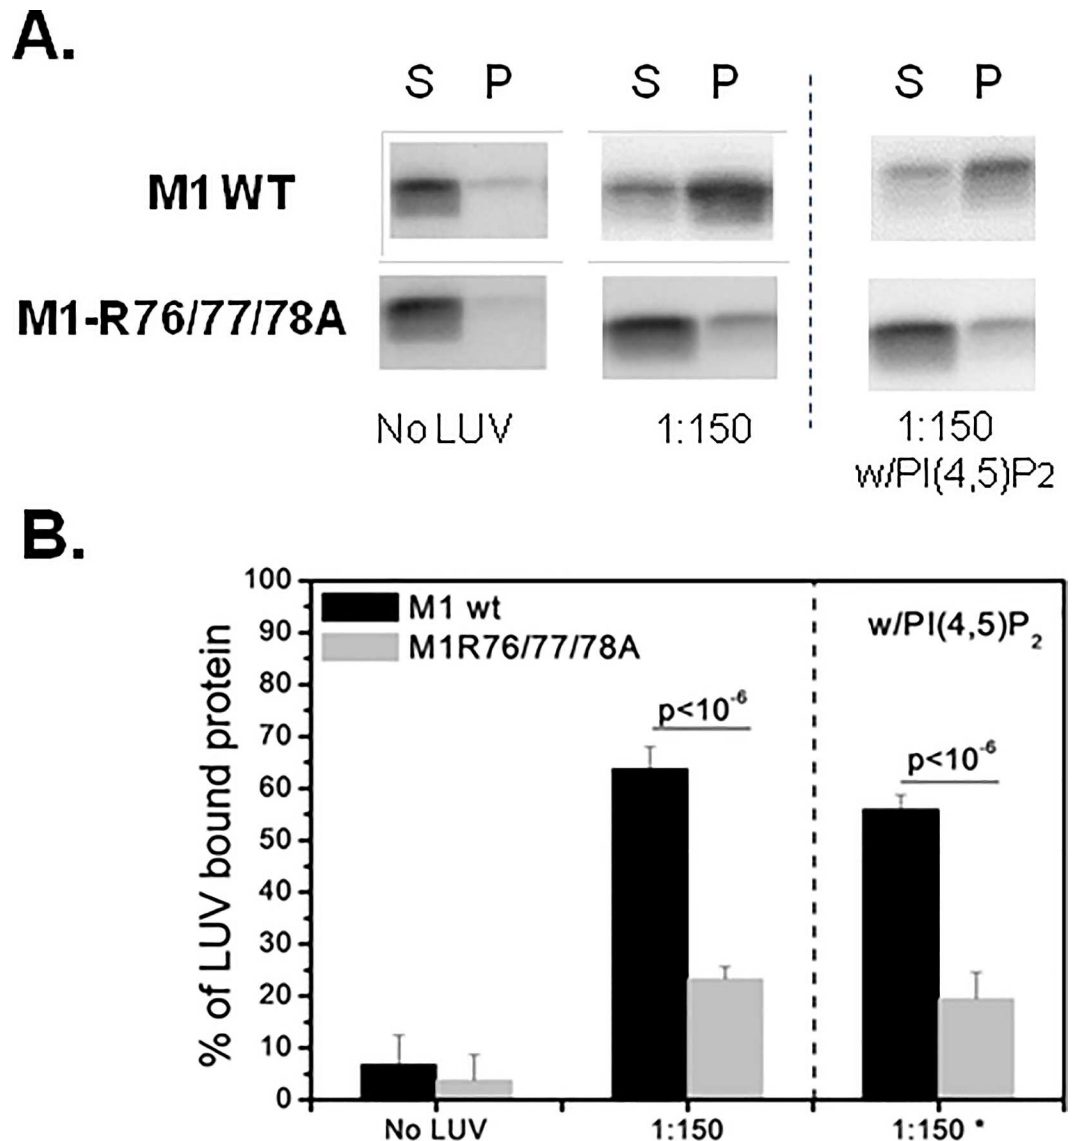 A.
S P S P S P
M1 WT
M1-R76/77/78A
No LUV 1:150 1:150
w/PI(4,5)P2
B.
100
90
80
70
60
50
40
30
20
10
0
% of LUV bound protein
M1 wt
M1R76/77/78A
w/PI(4,5)P2
p<10-6
p<10-6
No LUV 1:150 1:150 *